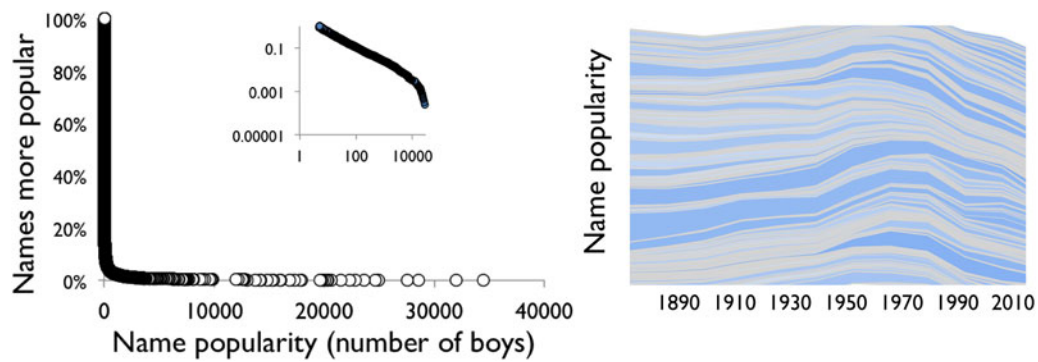 Names more popular
100%
80%
60%
40%
20%
0%
0 10000 20000 30000 40000
Name popularity (number of boys)
0.1
0.001
0.00001
1 100 10000
Name popularity
1890 1910 1930 1950 1970 1990 2010